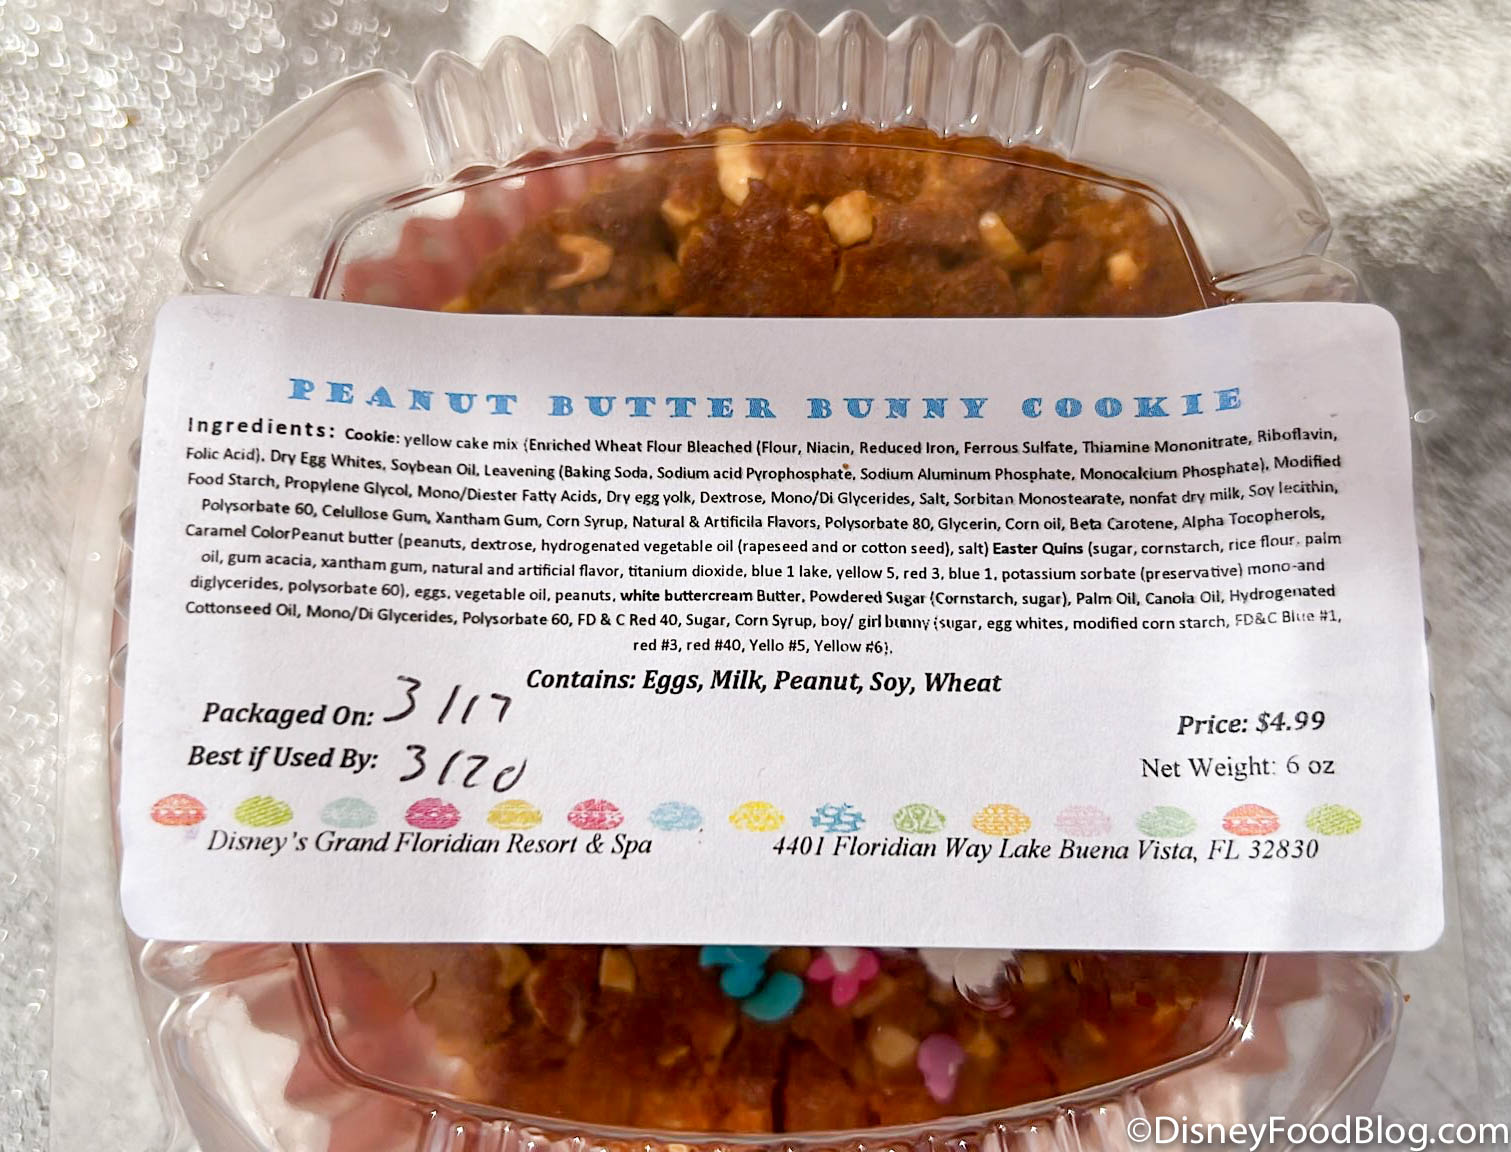 PEANUT BUTTER BUNNY COOKIE
Ingredients: Cookie: yellow cake mix (Enriched Wheat Flour Bleached (Flour, Niacin, Reduced Iron, Ferrous Sulfate, Thiamine Mononitrate, Riboflavin,
Folic Acid), Dry Egg Whites, Soybean Oil, Leavening (Baking Soda, Sodium acid Pyrophosphate, Sodium Aluminum Phosphate, Monocalcium Phosphate), Modified
Food Starch, Propylene Glycol, Mono/Diester Fatty Acids, Dry egg yolk, Dextrose, Mono/Di Glycerides, Salt, Sorbitan Monostearate, nonfat dry milk, Soy lecithin,
Polysorbate 60, Celullose Gum, Xantham Gum, Corn Syrup, Natural & Artificila Flavors, Polysorbate 80, Glycerin, Corn oil, Beta Carotene, Alpha Tocopherols,
Caramel ColorPeanut butter (peanuts, dextrose, hydrogenated vegetable oil (rapeseed and or cotton seed), salt) Easter Quins (sugar, cornstarch, rice flour, palm
oil, gum acacia, xantham gum, natural and artificial flavor, titanium dioxide, blue 1 lake, yellow 5, red 3, blue 1, potassium sorbate (preservative) mono-and
diglycerides, polysorbate 60), eggs, vegetable oil, peanuts, white buttercream Butter, Powdered Sugar (Cornstarch, sugar), Palm Oil, Canola Oil, Hydrogenated
Cottonseed Oil, Mono/Di Glycerides, Polysorbate 60, FD & C Red 40, Sugar, Corn Syrup, boy/ girl bunny (sugar, egg whites, modified corn starch, FD&C Blue #1,
red #3, red #40, Yello #5, Yellow #6).
Contains: Eggs, Milk, Peanut, Soy, Wheat
Packaged On: 3/17
Best if Used By: 3/20
Price: $4.99
Net Weight: 6 oz
Disney's Grand Floridian Resort & Spa 4401 Floridian Way Lake Buena Vista, FL 32830
©DisneyFoodBlog.com